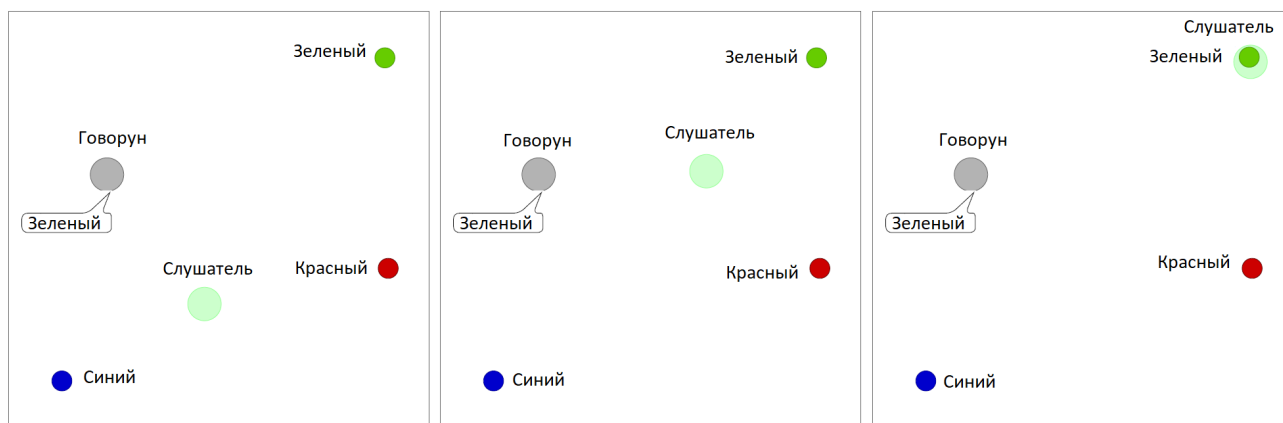 Зеленый
Говорун
Зеленый
Слушатель
Красный
Синий
Зеленый
Слушатель
Говорун
Зеленый
Красный
Синий
Слушатель
Зеленый
Говорун
Зеленый
Красный
Синий